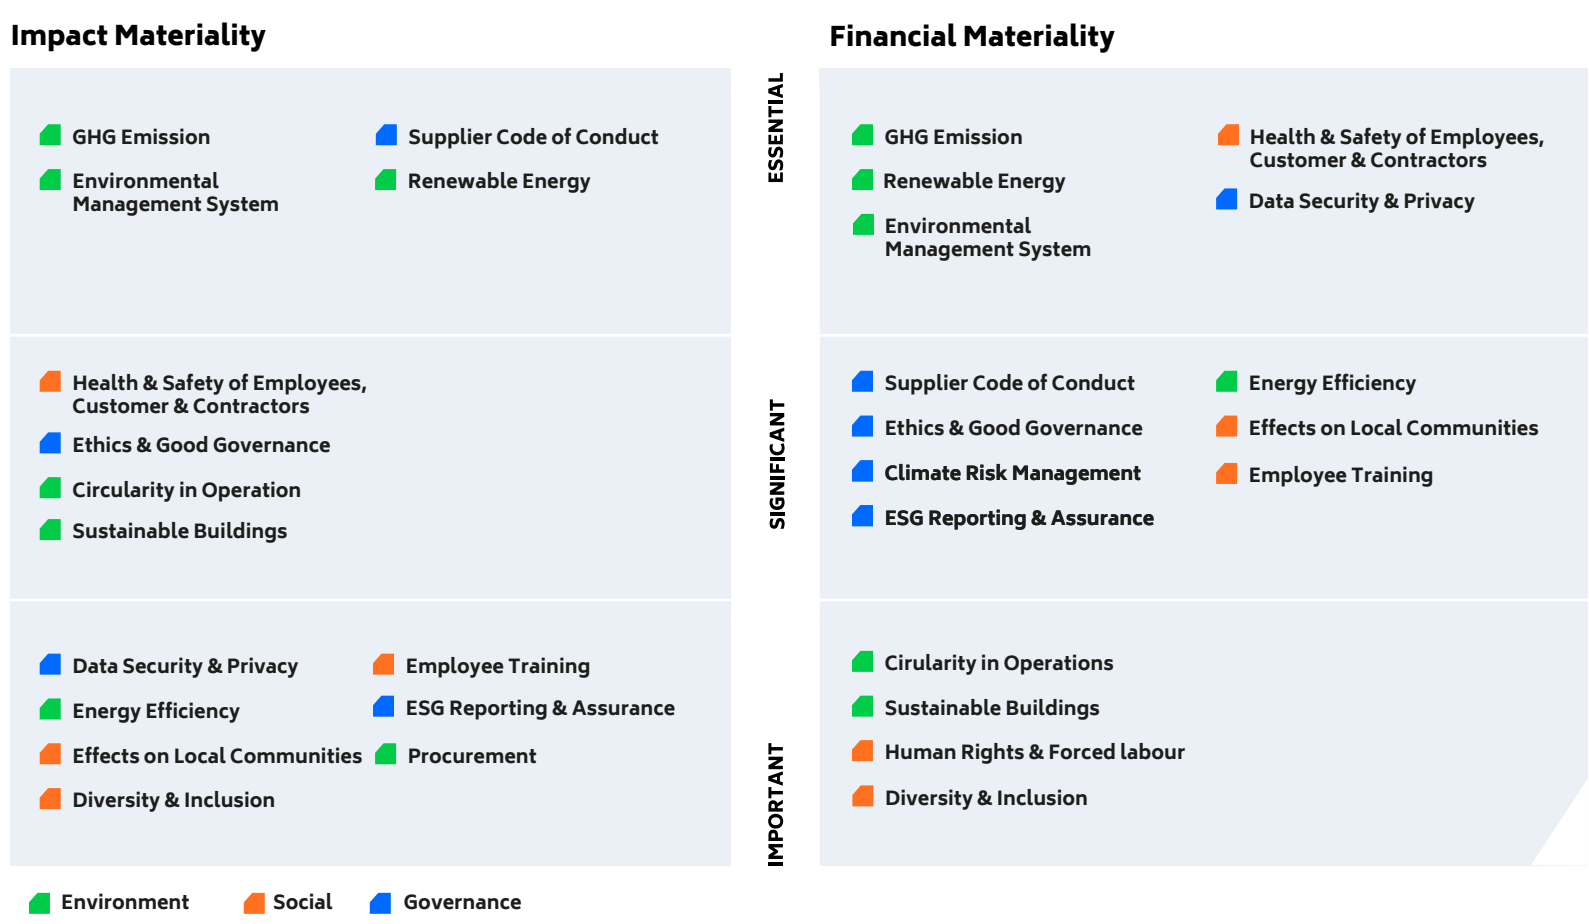 Impact Materiality
GHG Emission
Environmental
Management System
Supplier Code of Conduct
Renewable Energy
Health & Safety of Employees,
Customer & Contractors
Ethics & Good Governance
Circularity in Operation
Sustainable Buildings
Data Security & Privacy
Energy Efficiency
Effects on Local Communities
Diversity & Inclusion
Employee Training
ESG Reporting & Assurance
Procurement
ESSENTIAL
SIGNIFICANT
IMPORTANT
Financial Materiality
GHG Emission
Renewable Energy
Environmental
Management System
Health & Safety of Employees,
Customer & Contractors
Data Security & Privacy
Supplier Code of Conduct
Ethics & Good Governance
Climate Risk Management
ESG Reporting & Assurance
Energy Efficiency
Effects on Local Communities
Employee Training
Cirularity in Operations
Sustainable Buildings
Human Rights & Forced labour
Diversity & Inclusion
Environment
Social
Governance